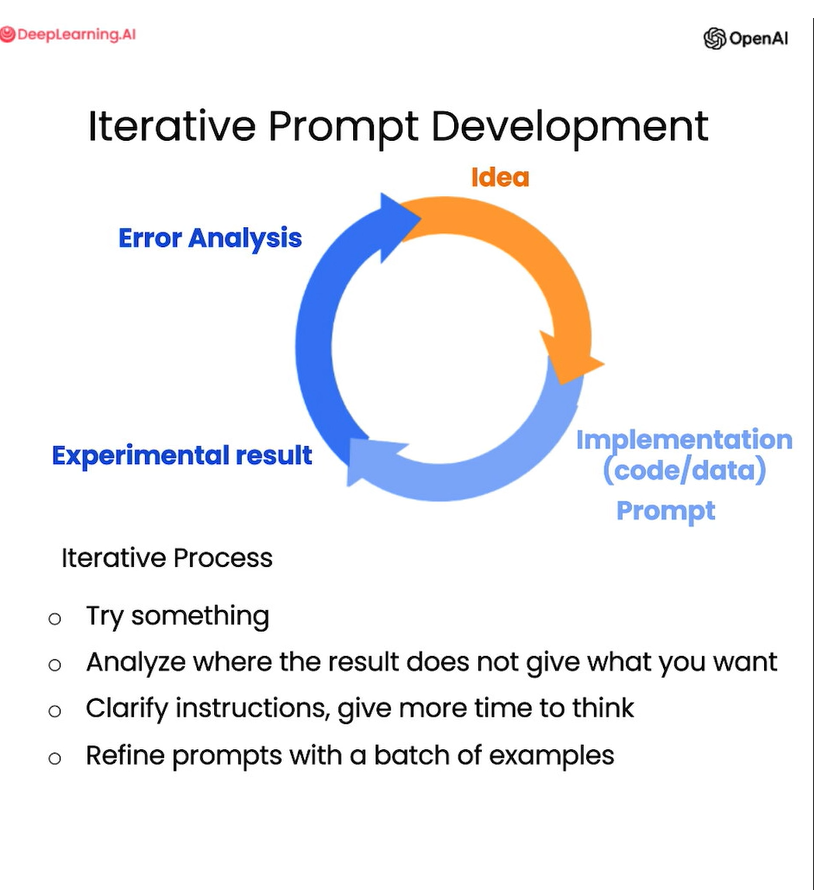 DeepLearning.AI
OpenAI
Iterative Prompt Development
Idea
Error Analysis
Experimental result
Implementation
(code/data)
Prompt
Iterative Process
o Try something
o Analyze where the result does not give what you want
o Clarify instructions, give more time to think
o Refine prompts with a batch of examples